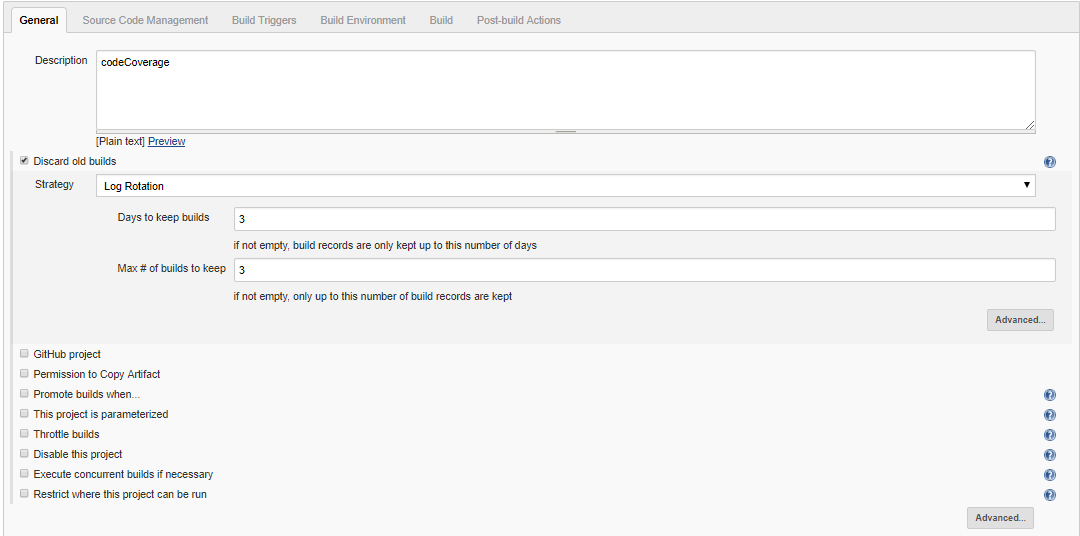 General Source Code Management Build Triggers Build Environment Build Post-build Actions
Description codeCoverage
[Plain text] Preview
Discard old builds
Strategy Log Rotation
Days to keep builds 3
if not empty, build records are only kept up to this number of days
Max # of builds to keep 3
if not empty, only up to this number of build records are kept
Advanced...
GitHub project
Permission to Copy Artifact
Promote builds when...
This project is parameterized
Throttle builds
Disable this project
Execute concurrent builds if necessary
Restrict where this project can be run
Advanced...